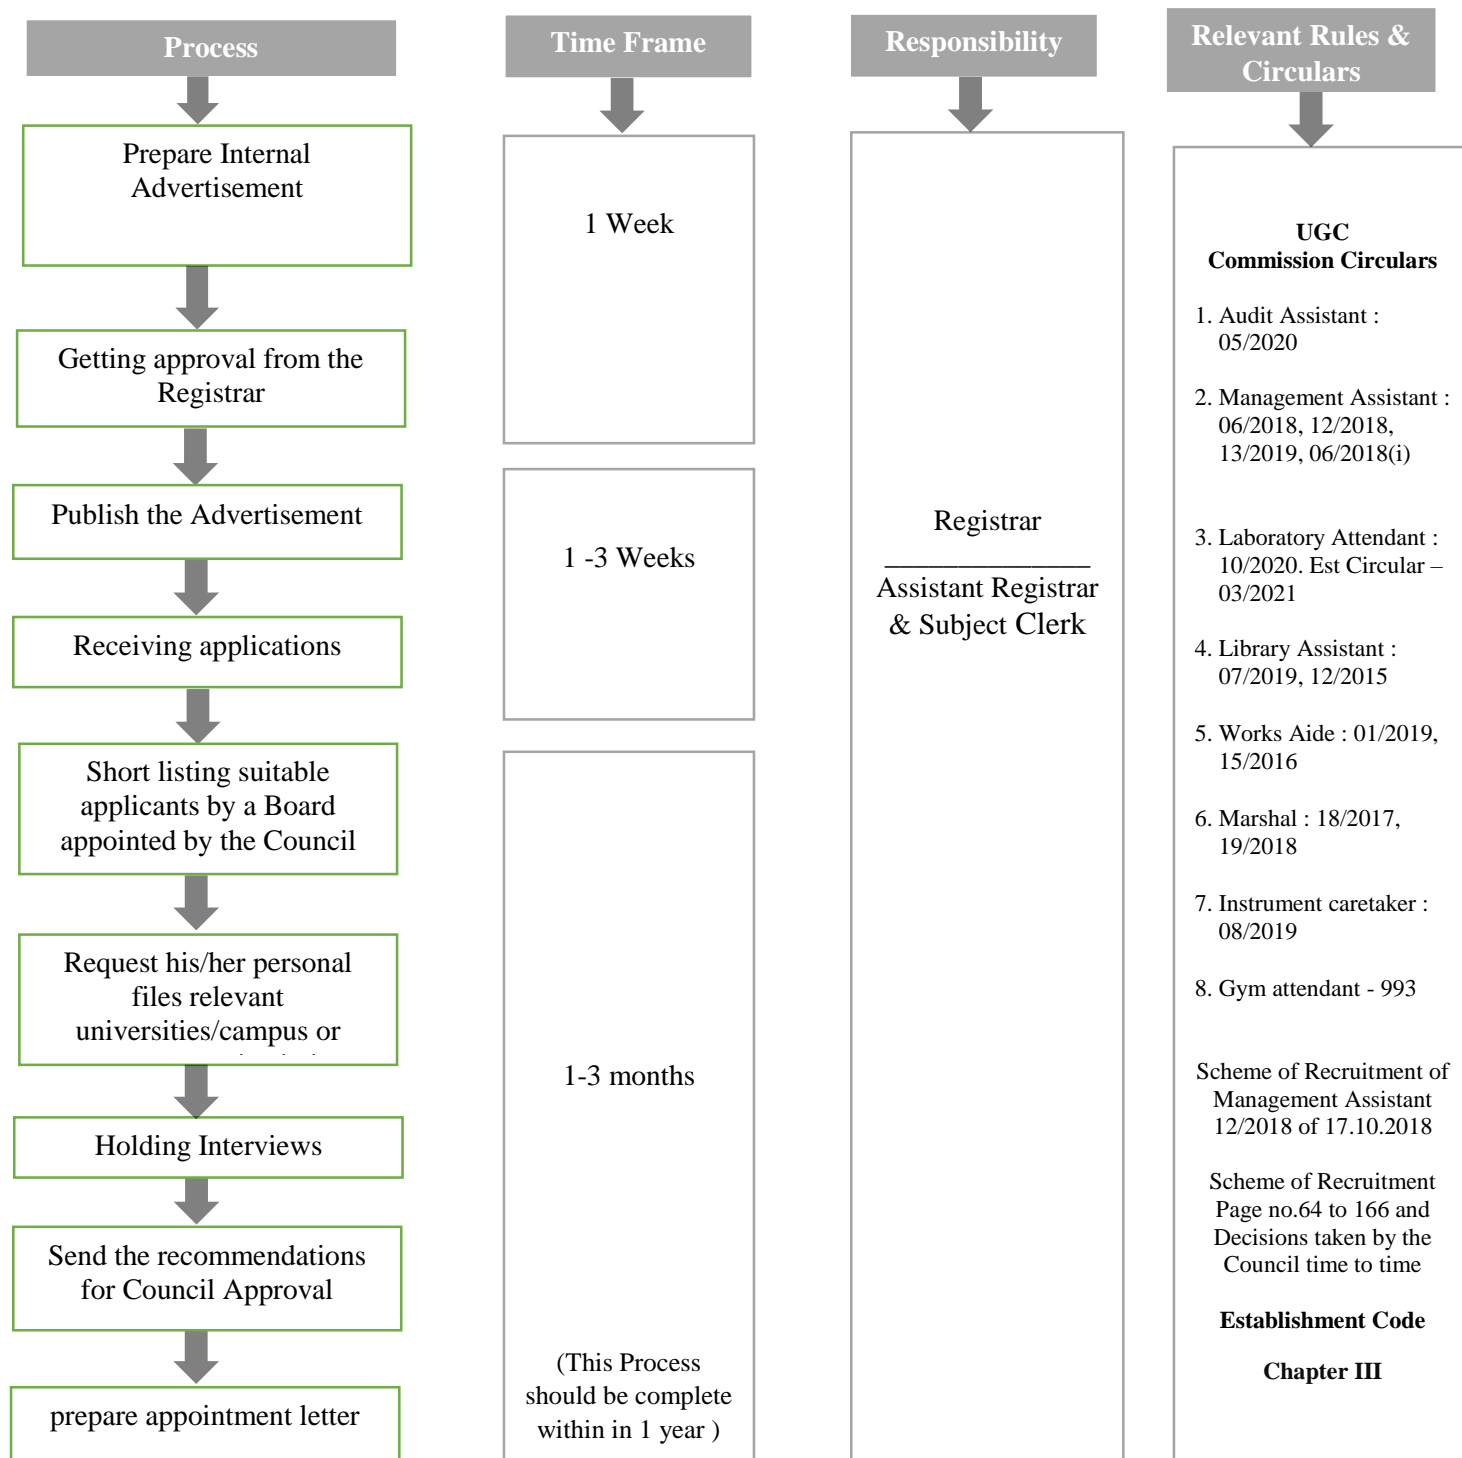 Process
Prepare Internal
Advertisement
Getting approval from the
Registrar
Publish the Advertisement
Receiving applications
Short listing suitable
applicants by a Board
appointed by the Council
Request his/her personal
files relevant
universities/campus or
Holding Interviews
Send the recommendations
for Council Approval
prepare appointment letter
Time Frame
1 Week
1 -3 Weeks
1-3 months
(This Process
should be complete
within in 1 year )
Responsibility
Registrar
_______________
Assistant Registrar
& Subject Clerk
Relevant Rules &
Circulars
UGC
Commission Circulars
1. Audit Assistant :
05/2020
2. Management Assistant :
06/2018, 12/2018,
13/2019, 06/2018(i)
3. Laboratory Attendant :
10/2020. Est Circular –
03/2021
4. Library Assistant :
07/2019, 12/2015
5. Works Aide : 01/2019,
15/2016
6. Marshal : 18/2017,
19/2018
7. Instrument caretaker :
08/2019
8. Gym attendant - 993
Scheme of Recruitment of
Management Assistant
12/2018 of 17.10.2018
Scheme of Recruitment
Page no.64 to 166 and
Decisions taken by the
Council time to time
Establishment Code
Chapter III